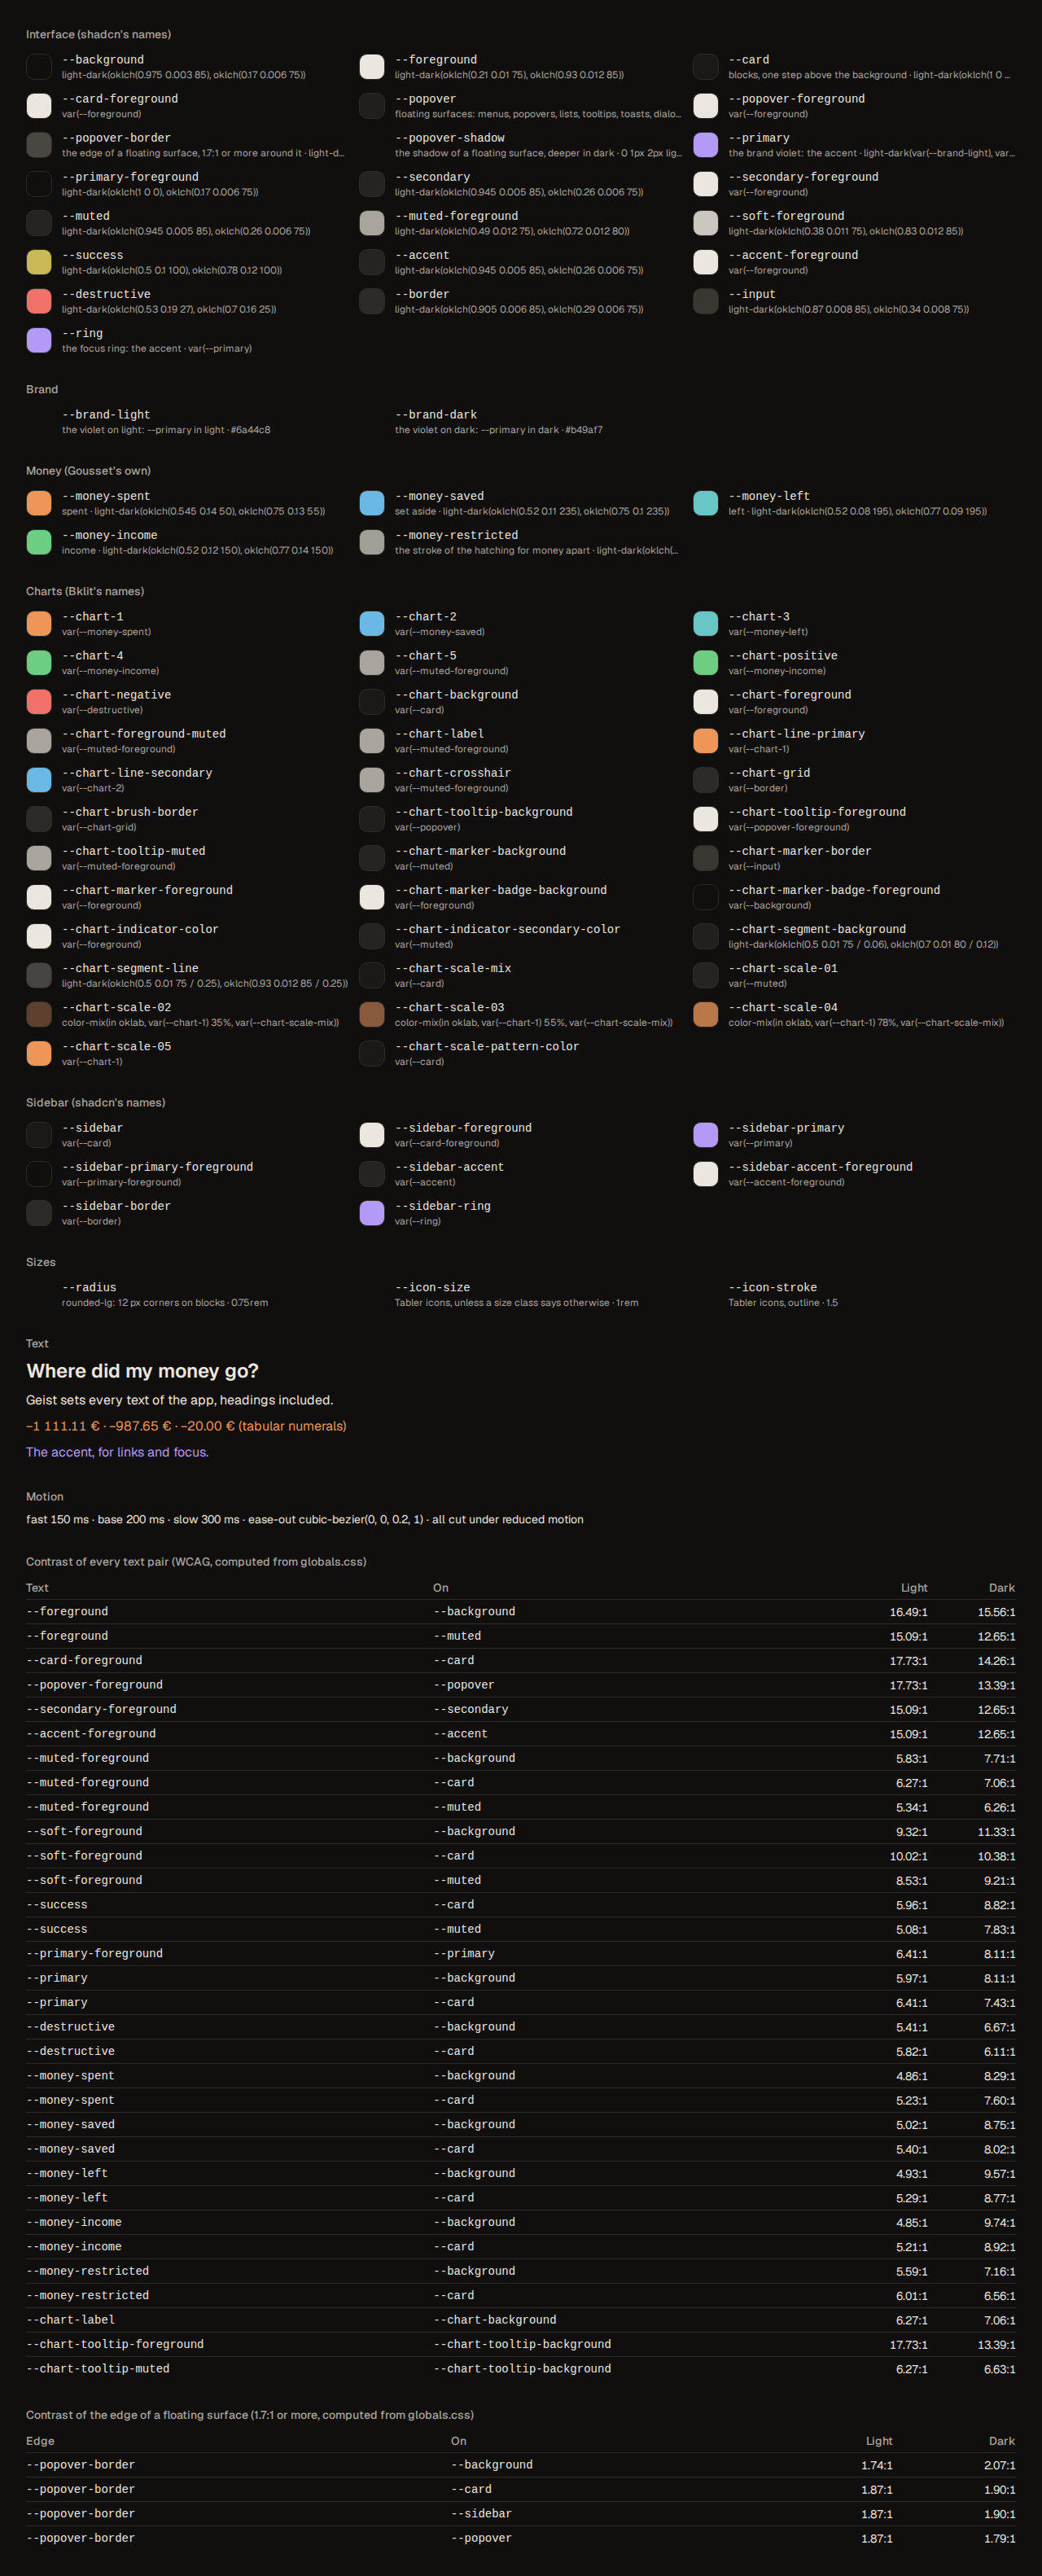 Interface (shadcn's names)
--background
light-dark(oklch(0.975 0.003 85), oklch(0.17 0.006 75))
--foreground
light-dark(oklch(0.21 0.01 75), oklch(0.93 0.012 85))
--card
blocks, one step above the background · light-dark(oklch(1 0 ...
--card-foreground
var(--foreground)
--popover
floating surfaces: menus, popovers, lists, tooltips, toasts, dialo...
--popover-foreground
var(--foreground)
--popover-border
the edge of a floating surface, 1.7:1 or more around it · light-d...
--popover-shadow
the shadow of a floating surface, deeper in dark · 0 1px 2px lig...
--primary
the brand violet: the accent · light-dark(var(--brand-light), var...
--primary-foreground
light-dark(oklch(1 0 0), oklch(0.17 0.006 75))
--secondary
light-dark(oklch(0.945 0.005 85), oklch(0.26 0.006 75))
--secondary-foreground
var(--foreground)
--muted
light-dark(oklch(0.945 0.005 85), oklch(0.26 0.006 75))
--muted-foreground
light-dark(oklch(0.49 0.012 75), oklch(0.72 0.012 80))
--soft-foreground
light-dark(oklch(0.38 0.011 75), oklch(0.83 0.012 85))
--success
light-dark(oklch(0.5 0.1 100), oklch(0.78 0.12 100))
--accent
light-dark(oklch(0.945 0.005 85), oklch(0.26 0.006 75))
--accent-foreground
var(--foreground)
--destructive
light-dark(oklch(0.53 0.19 27), oklch(0.7 0.16 25))
--border
light-dark(oklch(0.905 0.006 85), oklch(0.29 0.006 75))
--input
light-dark(oklch(0.87 0.008 85), oklch(0.34 0.008 75))
--ring
the focus ring: the accent · var(--primary)
Brand
--brand-light
the violet on light: --primary in light · #6a44c8
--brand-dark
the violet on dark: --primary in dark · #b49af7
Money (Gousset's own)
--money-spent
spent · light-dark(oklch(0.545 0.14 50), oklch(0.75 0.13 55))
--money-saved
set aside · light-dark(oklch(0.52 0.11 235), oklch(0.75 0.1 235))
--money-left
left · light-dark(oklch(0.52 0.08 195), oklch(0.77 0.09 195))
--money-income
income · light-dark(oklch(0.52 0.12 150), oklch(0.77 0.14 150))
--money-restricted
the stroke of the hatching for money apart · light-dark(oklch(...
Charts (Bklit's names)
--chart-1
var(--money-spent)
--chart-2
var(--money-saved)
--chart-3
var(--money-left)
--chart-4
var(--money-income)
--chart-5
var(--muted-foreground)
--chart-positive
var(--money-income)
--chart-negative
var(--destructive)
--chart-background
var(--card)
--chart-foreground
var(--foreground)
--chart-foreground-muted
var(--muted-foreground)
--chart-label
var(--muted-foreground)
--chart-line-primary
var(--chart-1)
--chart-line-secondary
var(--chart-2)
--chart-crosshair
var(--muted-foreground)
--chart-grid
var(--border)
--chart-brush-border
var(--chart-grid)
--chart-tooltip-background
var(--popover)
--chart-tooltip-foreground
var(--popover-foreground)
--chart-tooltip-muted
var(--muted-foreground)
--chart-marker-background
var(--muted)
--chart-marker-border
var(--input)
--chart-marker-foreground
var(--foreground)
--chart-marker-badge-background
var(--foreground)
--chart-marker-badge-foreground
var(--background)
--chart-indicator-color
var(--foreground)
--chart-indicator-secondary-color
var(--muted)
--chart-segment-background
light-dark(oklch(0.5 0.01 75 / 0.06), oklch(0.7 0.01 80 / 0.12))
--chart-segment-line
light-dark(oklch(0.5 0.01 75 / 0.25), oklch(0.93 0.012 85 / 0.25))
--chart-scale-mix
var(--card)
--chart-scale-01
var(--muted)
--chart-scale-02
color-mix(in oklab, var(--chart-1) 35%, var(--chart-scale-mix))
--chart-scale-03
color-mix(in oklab, var(--chart-1) 55%, var(--chart-scale-mix))
--chart-scale-04
color-mix(in oklab, var(--chart-1) 78%, var(--chart-scale-mix))
--chart-scale-05
var(--chart-1)
--chart-scale-pattern-color
var(--card)
Sidebar (shadcn's names)
--sidebar
var(--card)
--sidebar-foreground
var(--card-foreground)
--sidebar-primary
var(--primary)
--sidebar-primary-foreground
var(--primary-foreground)
--sidebar-accent
var(--accent)
--sidebar-accent-foreground
var(--accent-foreground)
--sidebar-border
var(--border)
--sidebar-ring
var(--ring)
Sizes
--radius
rounded-lg: 12 px corners on blocks · 0.75rem
--icon-size
Tabler icons, unless a size class says otherwise · 1rem
--icon-stroke
Tabler icons, outline · 1.5
Text
Where did my money go?
Geist sets every text of the app, headings included.
−1 111.11 € · −987.65 € · −20.00 € (tabular numerals)
The accent, for links and focus.
Motion
fast 150 ms · base 200 ms · slow 300 ms · ease-out cubic-bezier(0, 0, 0.2, 1) · all cut under reduced motion
Contrast of every text pair (WCAG, computed from globals.css)
Text On Light Dark
--foreground --background 16.49:1 15.56:1
--foreground --muted 15.09:1 12.65:1
--card-foreground --card 17.73:1 14.26:1
--popover-foreground --popover 17.73:1 13.39:1
--secondary-foreground --secondary 15.09:1 12.65:1
--accent-foreground --accent 15.09:1 12.65:1
--muted-foreground --background 5.83:1 7.71:1
--muted-foreground --card 6.27:1 7.06:1
--muted-foreground --muted 5.34:1 6.26:1
--soft-foreground --background 9.32:1 11.33:1
--soft-foreground --card 10.02:1 10.38:1
--soft-foreground --muted 8.53:1 9.21:1
--success --card 5.96:1 8.82:1
--success --muted 5.08:1 7.83:1
--primary-foreground --primary 6.41:1 8.11:1
--primary --background 5.97:1 8.11:1
--primary --card 6.41:1 7.43:1
--destructive --background 5.41:1 6.67:1
--destructive --card 5.82:1 6.11:1
--money-spent --background 4.86:1 8.29:1
--money-spent --card 5.23:1 7.60:1
--money-saved --background 5.02:1 8.75:1
--money-saved --card 5.40:1 8.02:1
--money-left --background 4.93:1 9.57:1
--money-left --card 5.29:1 8.77:1
--money-income --background 4.85:1 9.74:1
--money-income --card 5.21:1 8.92:1
--money-restricted --background 5.59:1 7.16:1
--money-restricted --card 6.01:1 6.56:1
--chart-label --chart-background 6.27:1 7.06:1
--chart-tooltip-foreground --chart-tooltip-background 17.73:1 13.39:1
--chart-tooltip-muted --chart-tooltip-background 6.27:1 6.63:1
Contrast of the edge of a floating surface (1.7:1 or more, computed from globals.css)
Edge On Light Dark
--popover-border --background 1.74:1 2.07:1
--popover-border --card 1.87:1 1.90:1
--popover-border --sidebar 1.87:1 1.90:1
--popover-border --popover 1.87:1 1.79:1